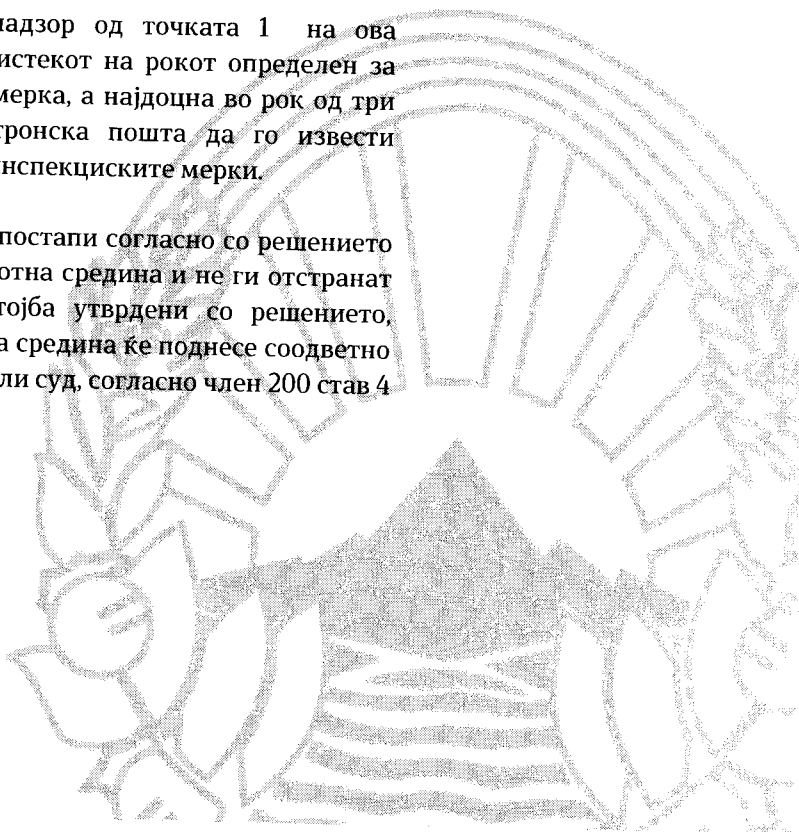 надзор од точката 1 на ова
истекот на рокот определен за
мерка, а најдоцна во рок од три
тронска пошта да го извести
инспекциските мерки.
постапи согласно со решението
отна средина и не ги отстранат
тојба утврдени со решението,
а средина ќе поднесе соодветно
ли суд, согласно член 200 став 4